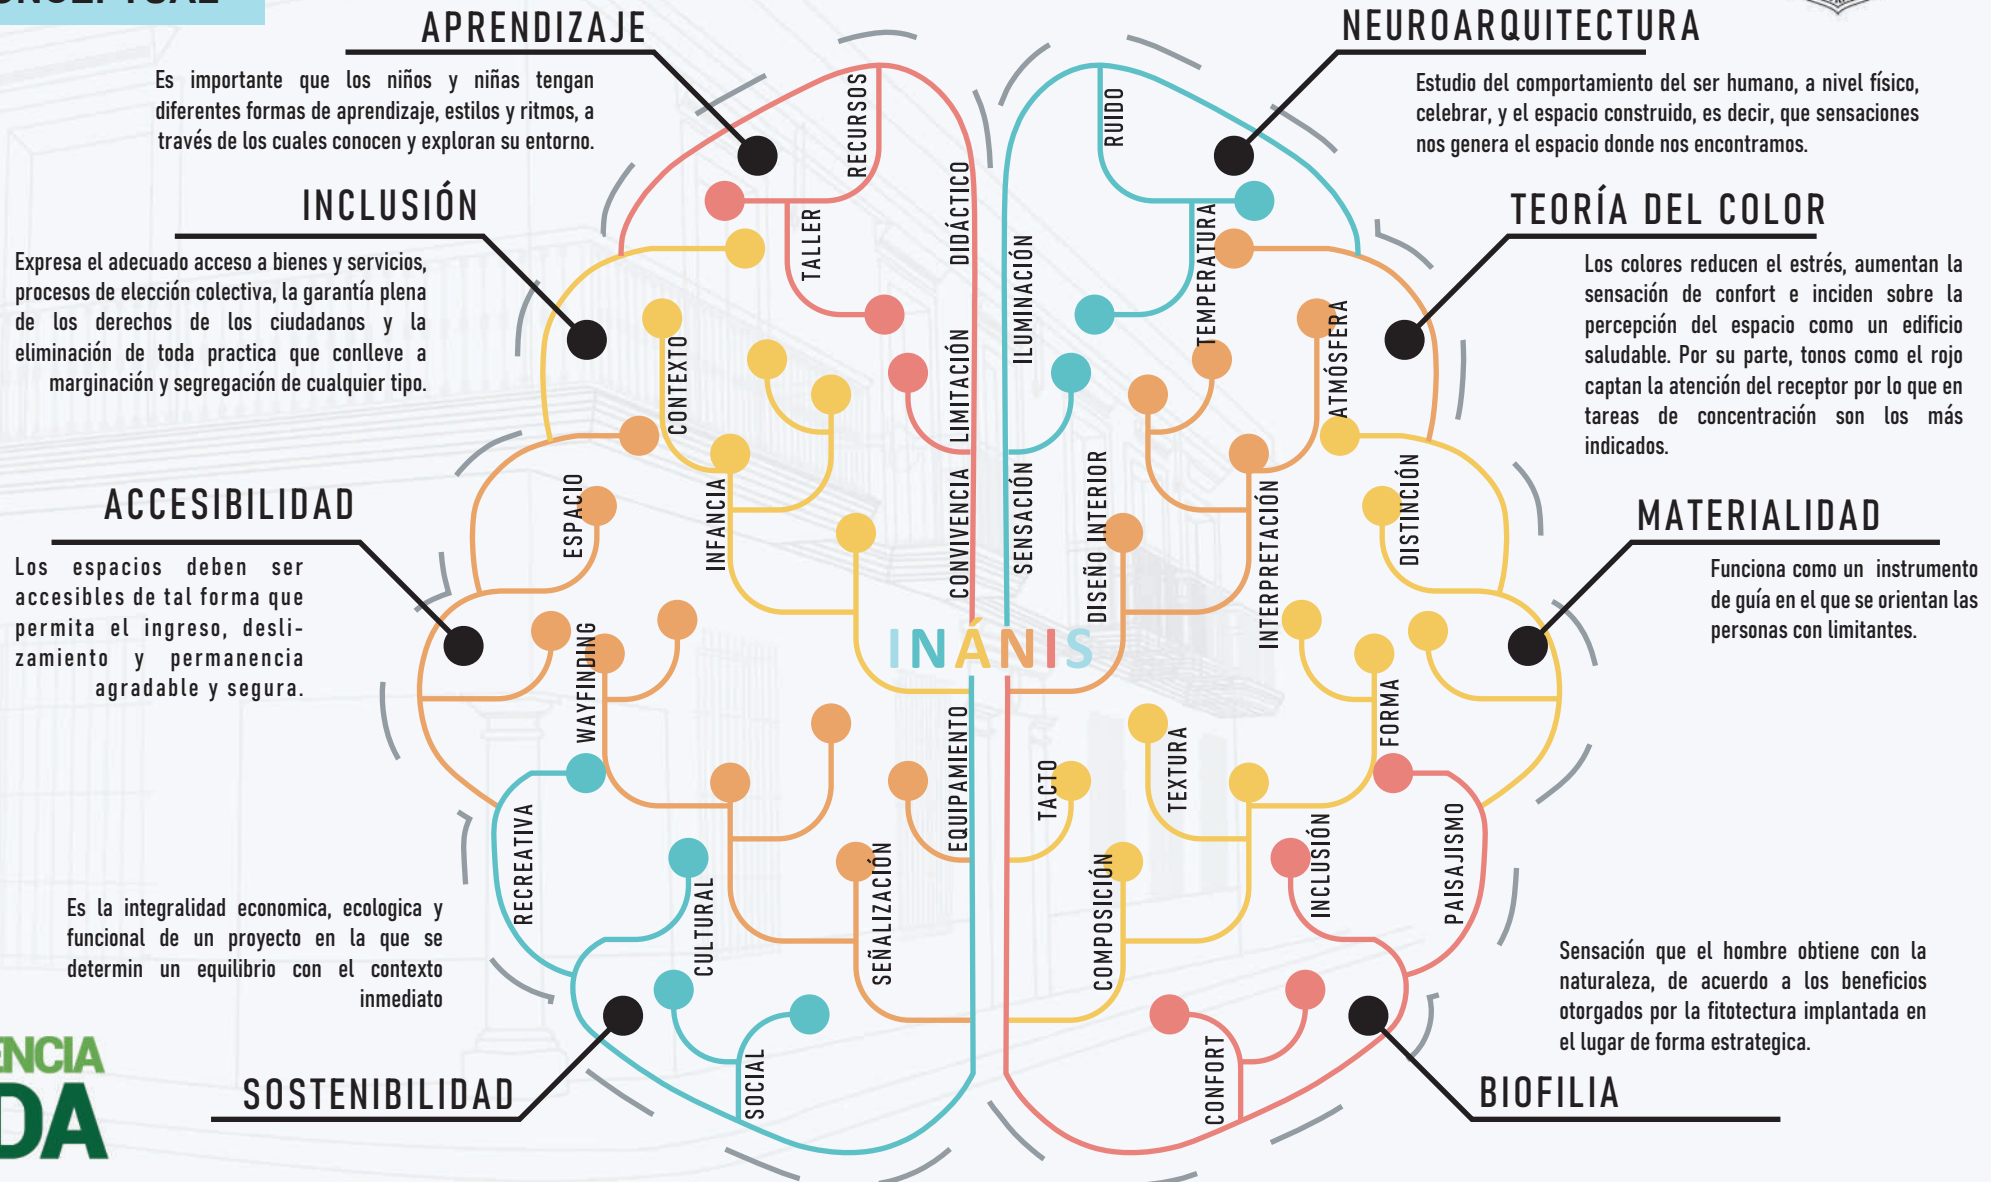 APRENDIZAJE
Es importante que los niños y niñas tengan
diferentes formas de aprendizaje, estilos y ritmos, a
través de los cuales conocen y exploran su entorno.
INCLUSIÓN
Expresa el adecuado acceso a bienes y servicios,
procesos de elección colectiva, la garantía plena
de los derechos de los ciudadanos y la
eliminación de toda practica que conlleve a
marginación y segregación de cualquier tipo.
ACCESIBILIDAD
Los espacios deben ser
accesibles de tal forma que
permita el ingreso, desli-
zamiento y permanencia
agradable y segura.
Es la integralidad economica, ecologica y
funcional de un proyecto en la que se
determin un equilibrio con el contexto
inmediato
SOSTENIBILIDAD
RECURSOS
TALLER
DIDÁCTICO
LIMITACIÓN
CONVIVENCIA
CONTEXTO
INFANCIA
ESPACIO
WAYFINDING
EQUIPAMIENTO
SEÑALIZACIÓN
RECREATIVA
CULTURAL
SOCIAL
INÁNIS
RUIDO
TEMPERATURA
ILUMINACIÓN
SENSACIÓN
ATMÓSFERA
DISEÑO INTERIOR
INTERPRETACIÓN
DISTINCIÓN
FORMA
TEXTURA
TACTO
COMPOSICIÓN
INCLUSIÓN
PAISAJISMO
CONFORT
NEUROARQUITECTURA
Estudio del comportamiento del ser humano, a nivel físico,
celebrar, y el espacio construido, es decir, que sensaciones
nos genera el espacio donde nos encontramos.
TEORÍA DEL COLOR
Los colores reducen el estrés, aumentan la
sensación de confort e inciden sobre la
percepción del espacio como un edificio
saludable. Por su parte, tonos como el rojo
captan la atención del receptor por lo que en
tareas de concentración son los más
indicados.
MATERIALIDAD
Funciona como un instrumento
de guía en el que se orientan las
personas con limitantes.
Sensación que el hombre obtiene con la
naturaleza, de acuerdo a los beneficios
otorgados por la fitotectura implantada en
el lugar de forma estrategica.
BIOFILIA